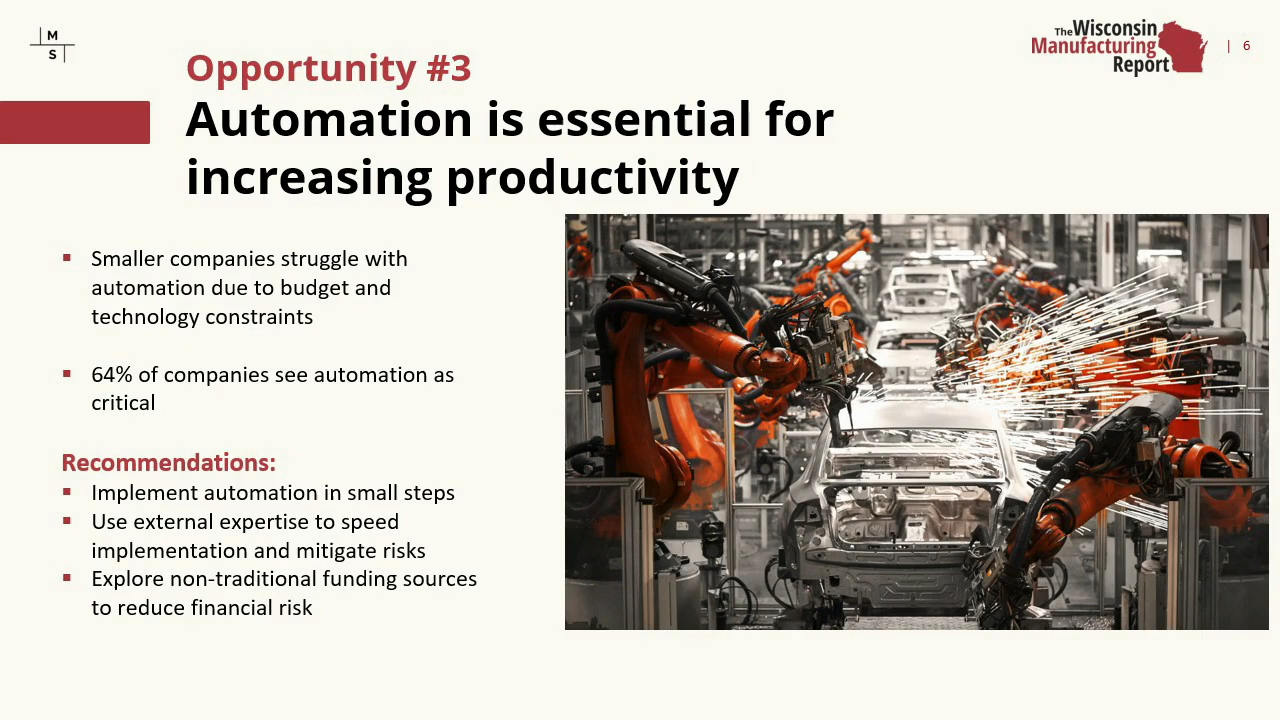 M
S
The Wisconsin
Manufacturing
Report
| 6
Opportunity #3
Automation is essential for
increasing productivity
▪ Smaller companies struggle with
automation due to budget and
technology constraints
▪ 64% of companies see automation as
critical
Recommendations:
▪ Implement automation in small steps
▪ Use external expertise to speed
implementation and mitigate risks
▪ Explore non-traditional funding sources
to reduce financial risk